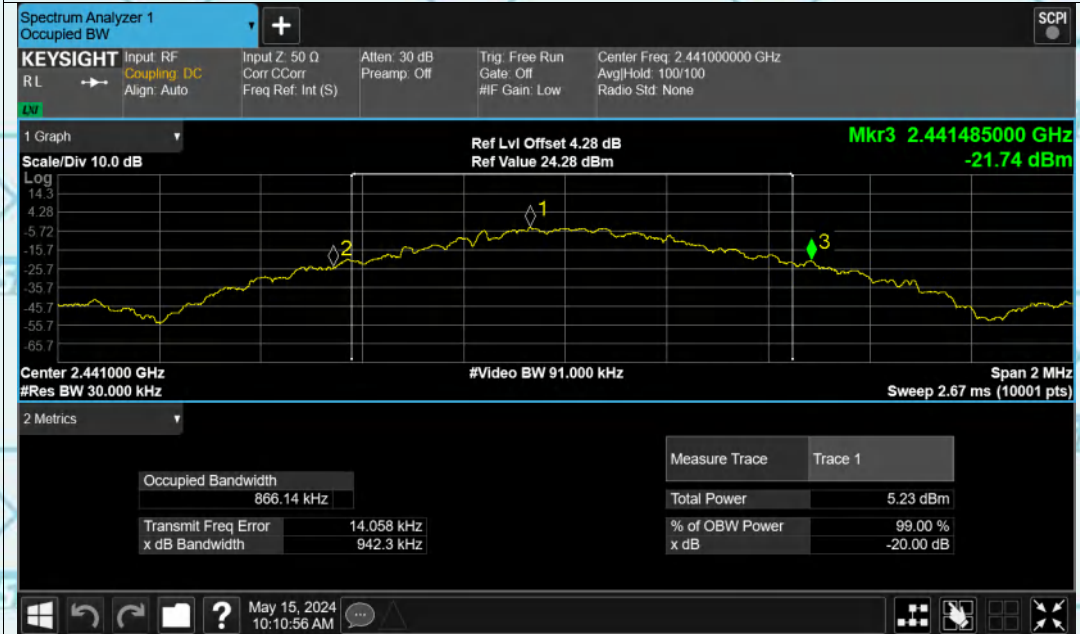 Spectrum Analyzer 1
Occupied BW
+
SCPI
KEYSIGHT
RL
LXI
Input: RF
Coupling: DC
Align: Auto
Input Z: 50 Ω
Corr CCorr
Freq Ref: Int (S)
Atten: 30 dB
Preamp: Off
Trig: Free Run
Gate: Off
#IF Gain: Low
Center Freq: 2.441000000 GHz
Avg|Hold: 100/100
Radio Std: None
1 Graph
Scale/Div 10.0 dB
Ref Lvl Offset 4.28 dB
Ref Value 24.28 dBm
Mkr3 2.441485000 GHz
-21.74 dBm
Log
14.3
4.28
-5.72
-15.7
-25.7
-35.7
-45.7
-55.7
-65.7
2
1
3
Center 2.441000 GHz
#Video BW 91.000 kHz
Span 2 MHz
#Res BW 30.000 kHz
Sweep 2.67 ms (10001 pts)
2 Metrics
Measure Trace Trace 1
Occupied Bandwidth
866.14 kHz
Total Power 5.23 dBm
Transmit Freq Error 14.058 kHz
% of OBW Power 99.00 %
x dB Bandwidth 942.3 kHz
x dB -20.00 dB
?
May 15, 2024
10:10:56 AM